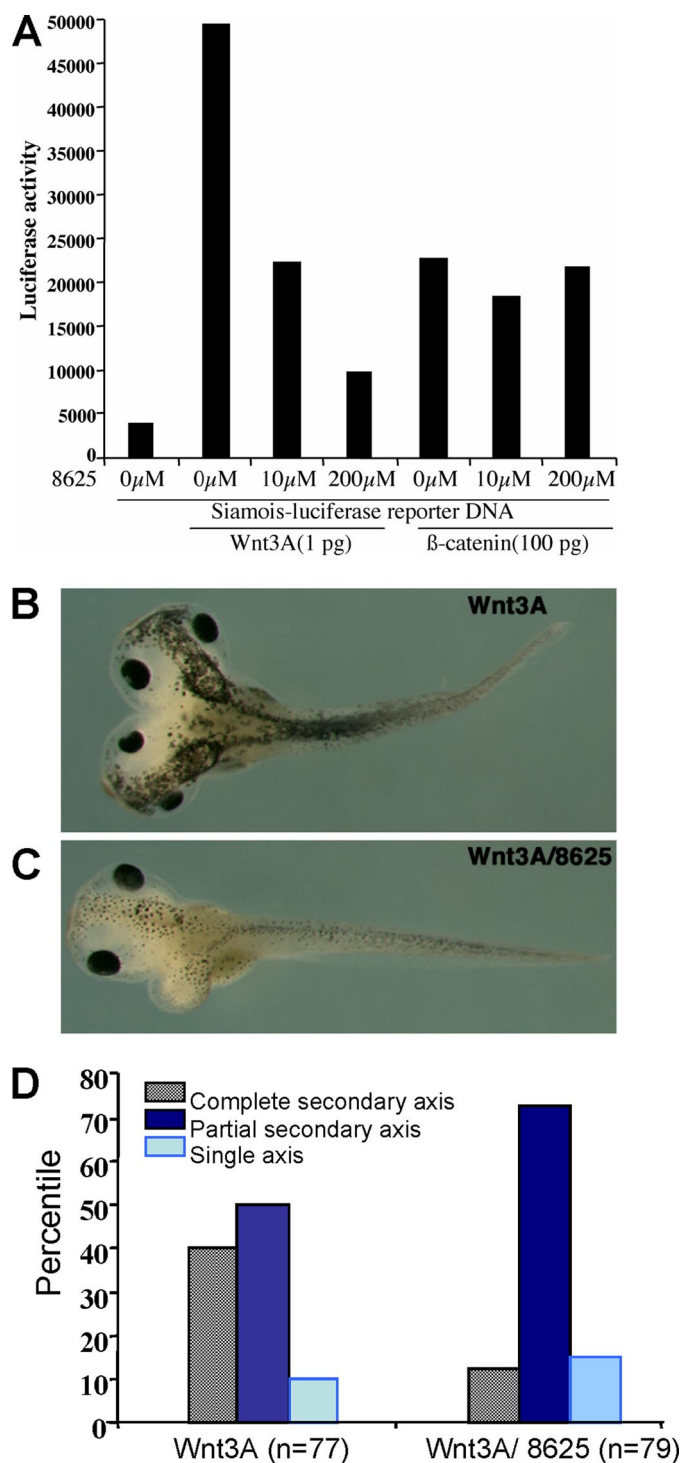 A
50000
45000
40000
35000
30000
25000
20000
15000
10000
5000
0
Luciferase activity
8625 0µM 0µM 10µM 200µM 0µM 10µM 200µM
Siamois-luciferase reporter DNA
Wnt3A(1 pg) ß-catenin(100 pg)
B
Wnt3A
C
Wnt3A/8625
D
80
70
60
50
40
30
20
10
0
Percentile
Complete secondary axis
Partial secondary axis
Single axis
Wnt3A (n=77) Wnt3A/ 8625 (n=79)